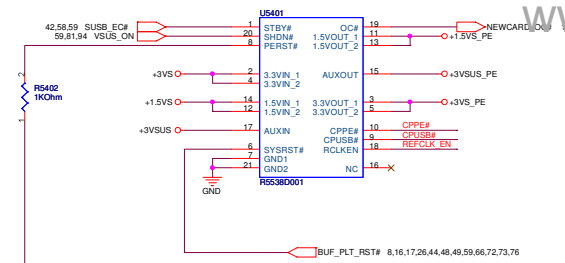 U5401
42,58,59 SUSB_EC# 1 STBY# OC# 19 NEWCARD_OC#
59,81,94 VSUS_ON 20 SHDN# 1.5VOUT_1 11 +1.5VS_PE
8 PERST# 1.5VOUT_2 13
2
R5402
1KOhm
1
+3VS 2 3.3VIN_1 AUXOUT 15 +3VSUS_PE
4 3.3VIN_2
+1.5VS 14 1.5VIN_1 3.3VOUT_1 3 +3VS_PE
12 1.5VIN_2 3.3VOUT_2 5
+3VSUS 17 AUXIN CPPE# 10 CPPE#
CPUSB# 9 CPUSB#
6 SYSRST# RCLKEN 18 REFCLK_EN
7 GND1
21 GND2 NC 16
GND
R5538D001
BUF_PLT_RST# 8,16,17,26,44,48,49,59,66,72,73,76